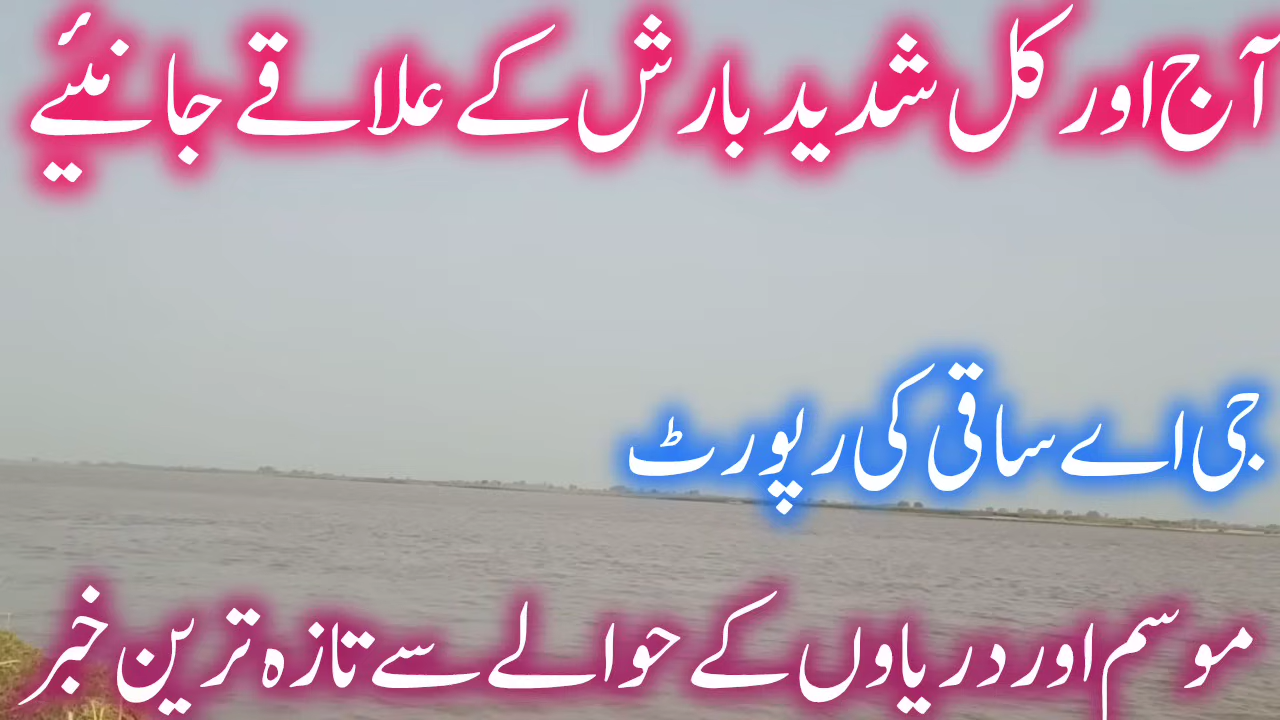 آج اور کل شدید بارش کے علاقے جانئیے
جی اے ساقی کی رپورٹ
موسم اور دریاوں کے حوالے سے تازہ ترین خبر